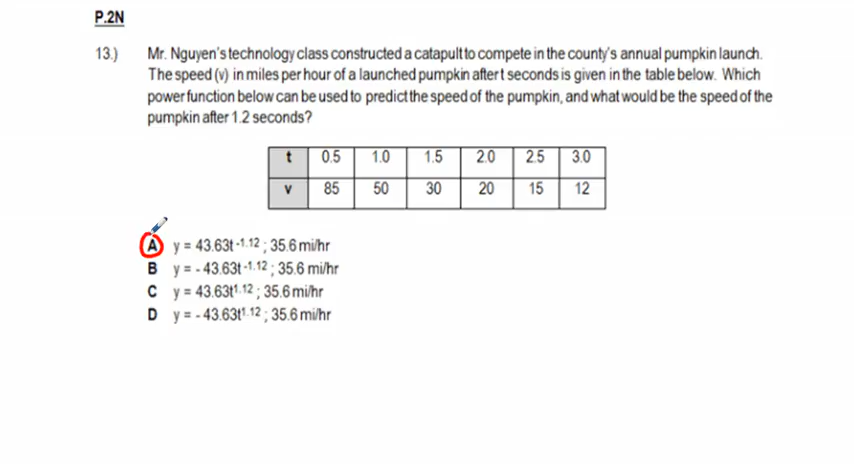 P.2N
13.) Mr. Nguyen's technology class constructed a catapult to compete in the county's annual pumpkin launch.
The speed (v) in miles per hour of a launched pumpkin after t seconds is given in the table below. Which
power function below can be used to predict the speed of the pumpkin, and what would be the speed of the
pumpkin after 1.2 seconds?
t 0.5 1.0 1.5 2.0 2.5 3.0
v 85 50 30 20 15 12
A y = 43.63t⁻¹·¹² ; 35.6 mi/hr
B y = - 43.63t⁻¹·¹² ; 35.6 mi/hr
C y = 43.63t¹·¹² ; 35.6 mi/hr
D y = - 43.63t¹·¹² ; 35.6 mi/hr